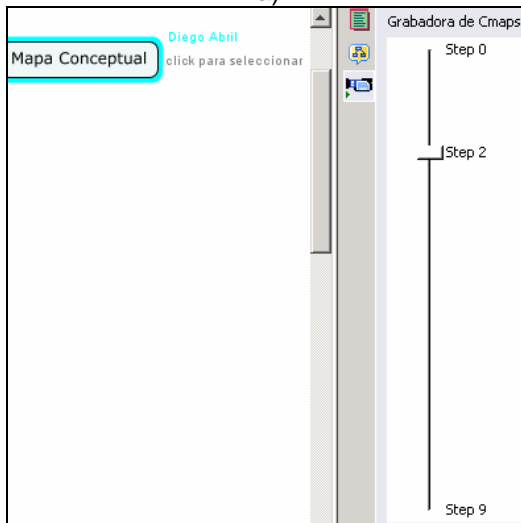 Diego Abril
Mapa Conceptual
click para seleccionar
Grabadora de Cmaps
Step 0
Step 2
Step 9